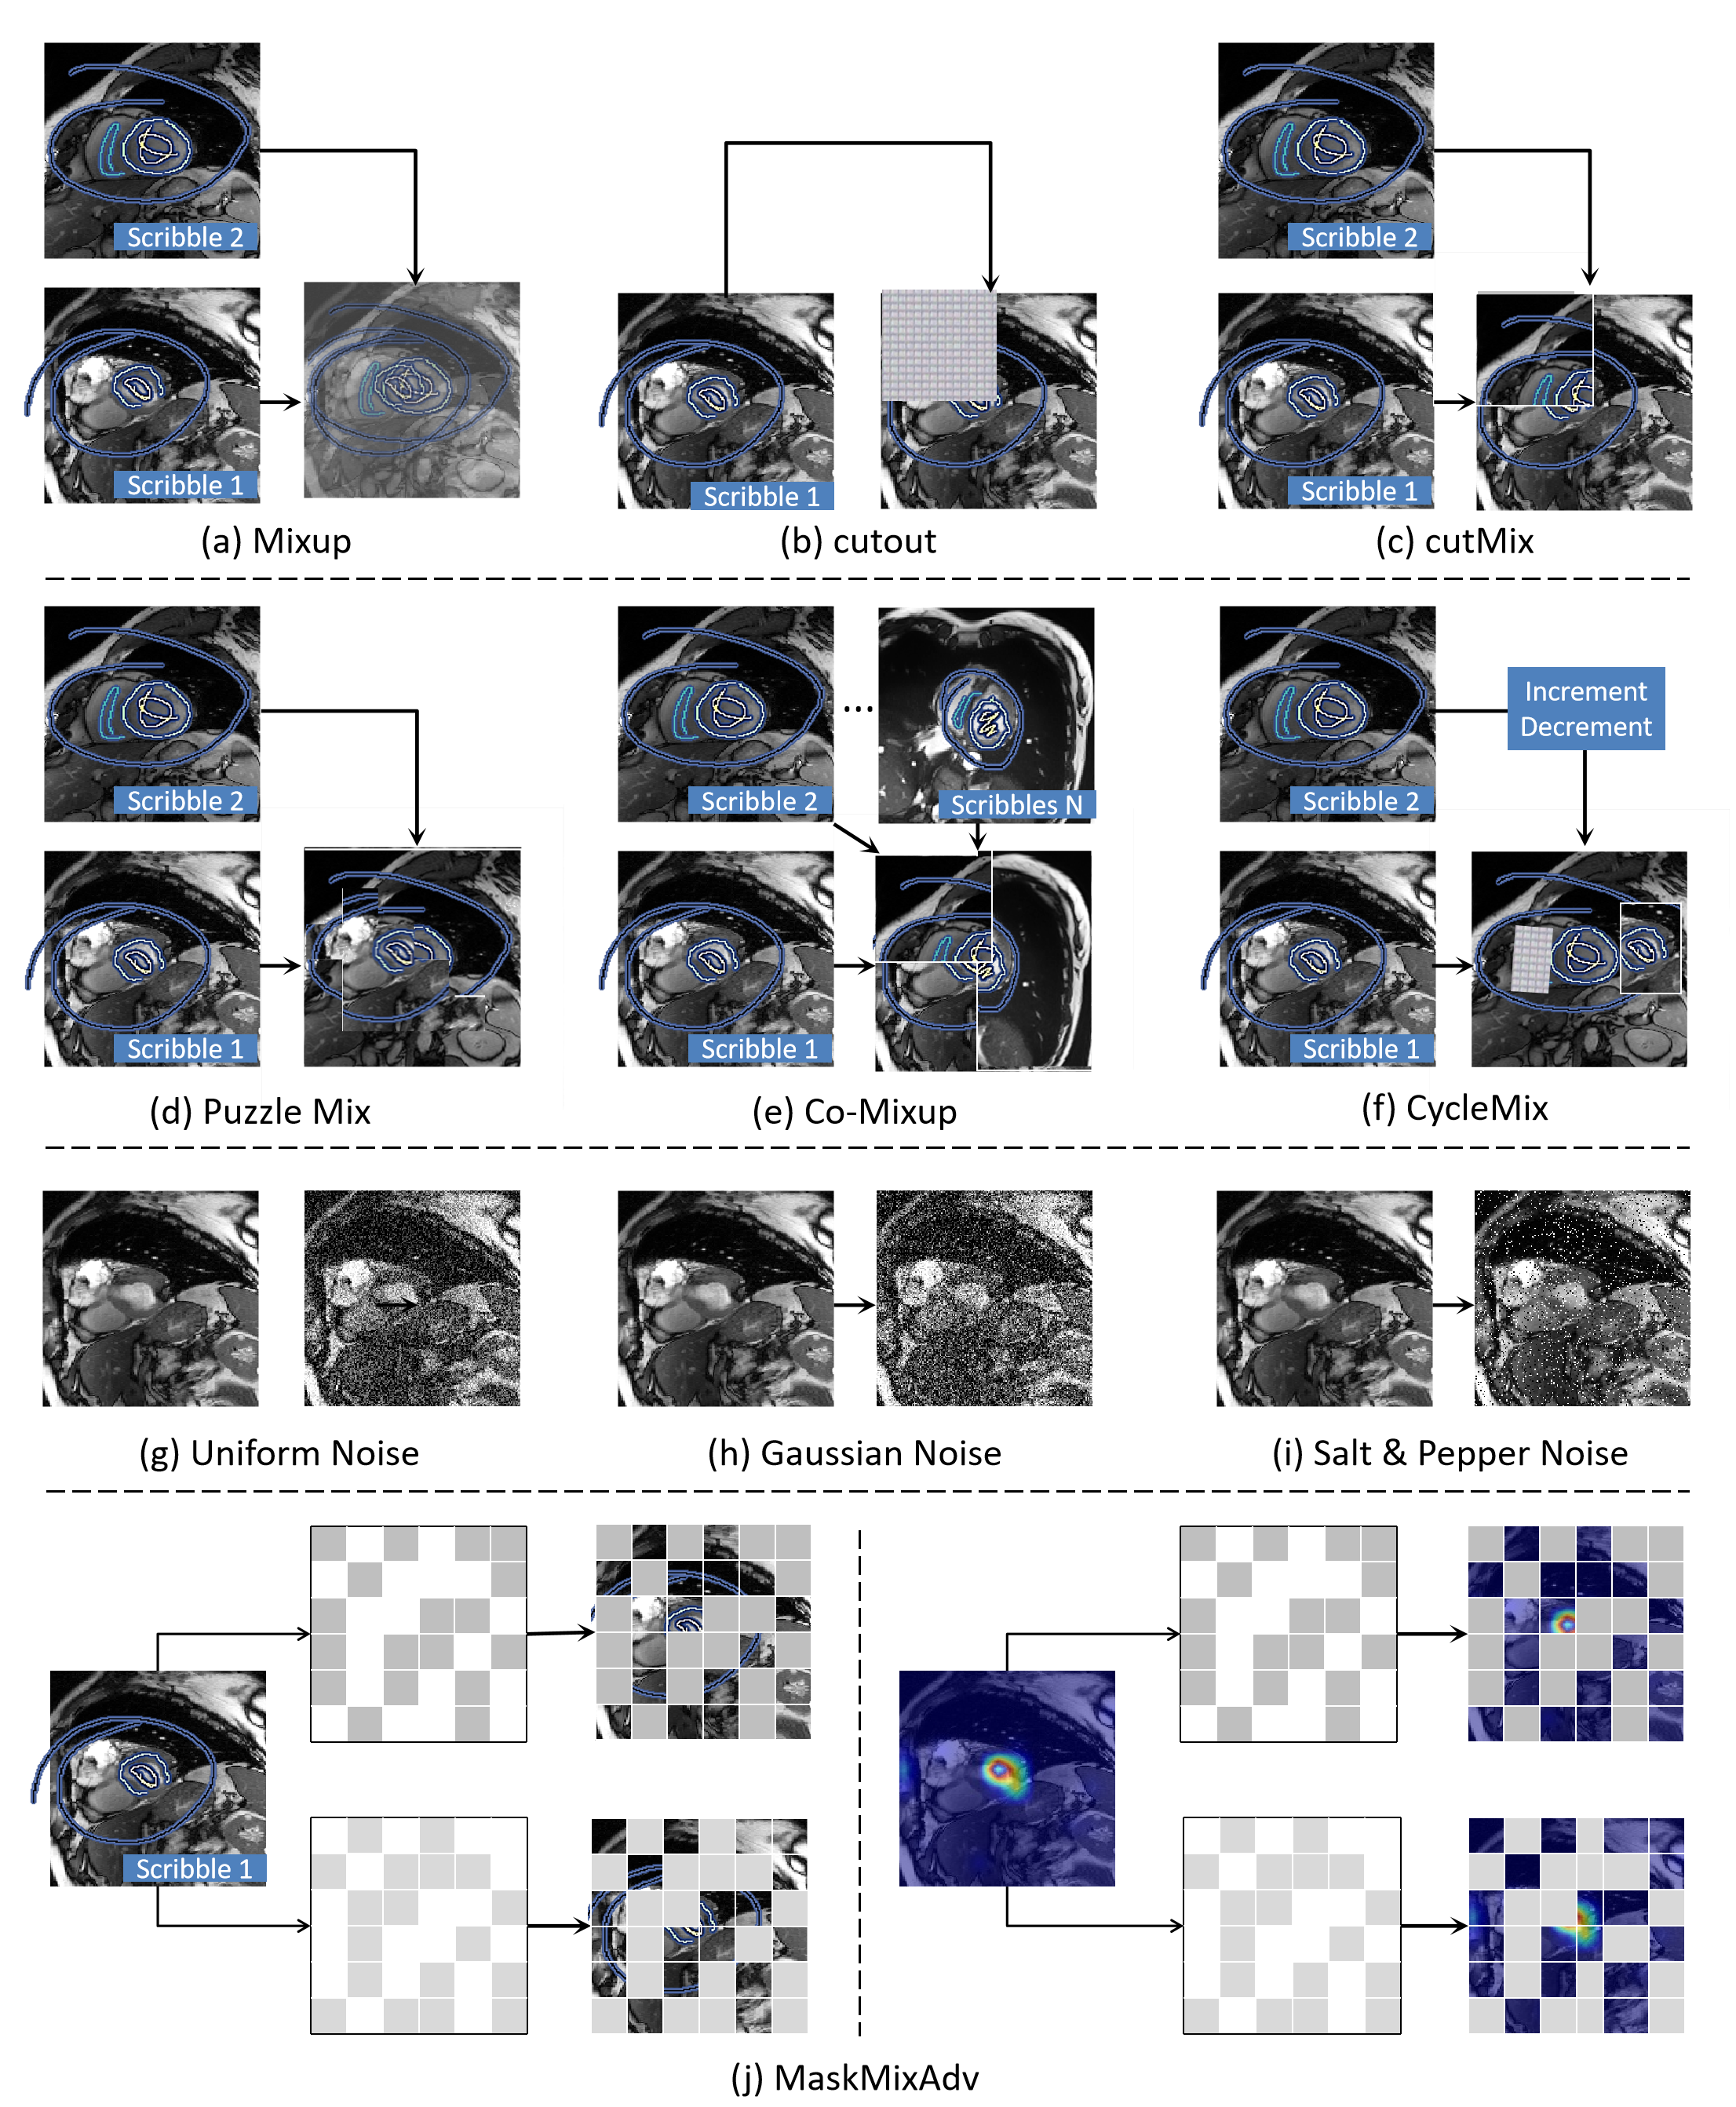 Scribble 2
Scribble 1
(a) Mixup
Scribble 1
(b) cutout
Scribble 2
Scribble 1
(c) cutMix
Scribble 2
Scribble 1
(d) Puzzle Mix
Scribble 2
...
Scribbles N
Scribble 1
(e) Co-Mixup
Scribble 2
Increment
Decrement
Scribble 1
(f) CycleMix
(g) Uniform Noise
(h) Gaussian Noise
(i) Salt & Pepper Noise
Scribble 1
(j) MaskMixAdv